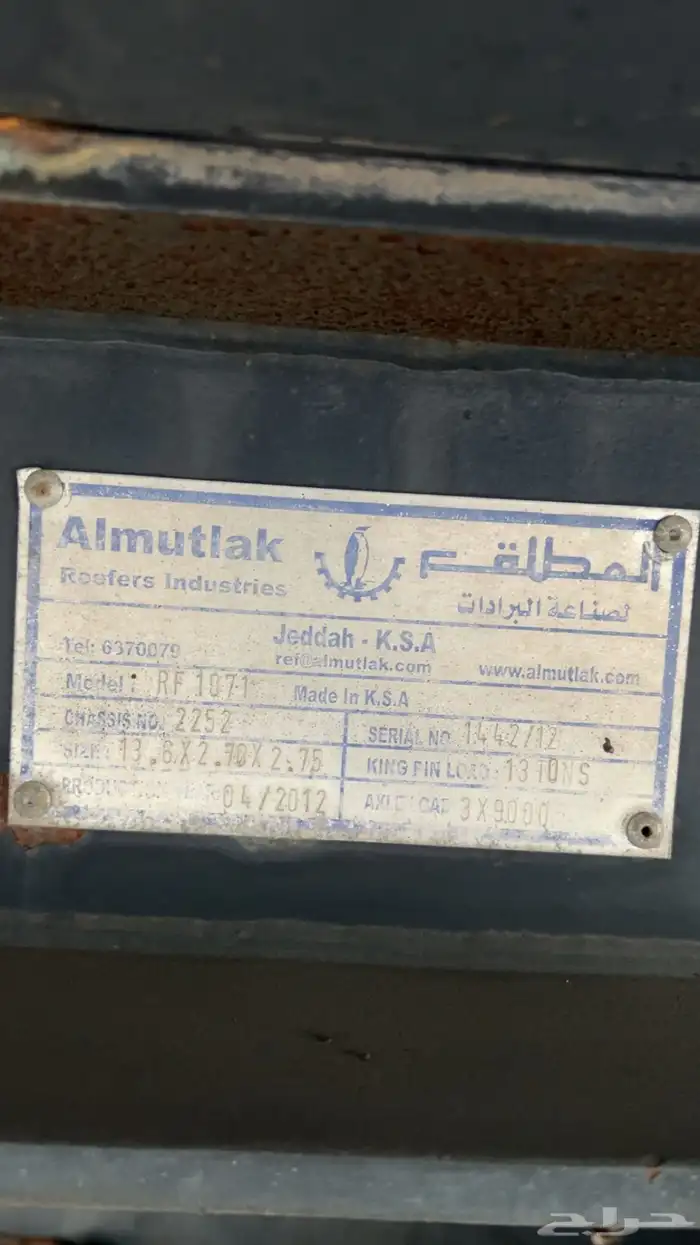 Almutlak
Reefers Industries
المطلق
لصناعة البرادات
Jeddah - K.S.A
Tel: 6370079
ref@almutlak.com
www.almutlak.com
Model: RF 1071
Made In K.S.A
CHASSIS NO. 2252
SERIAL NO 1442/12
SIZE: 13.6X2.70X2.75
KING PIN LOAD: 13 TONS
PRODUCTION 04/2012
AXLE CAP 3X9000
حراج